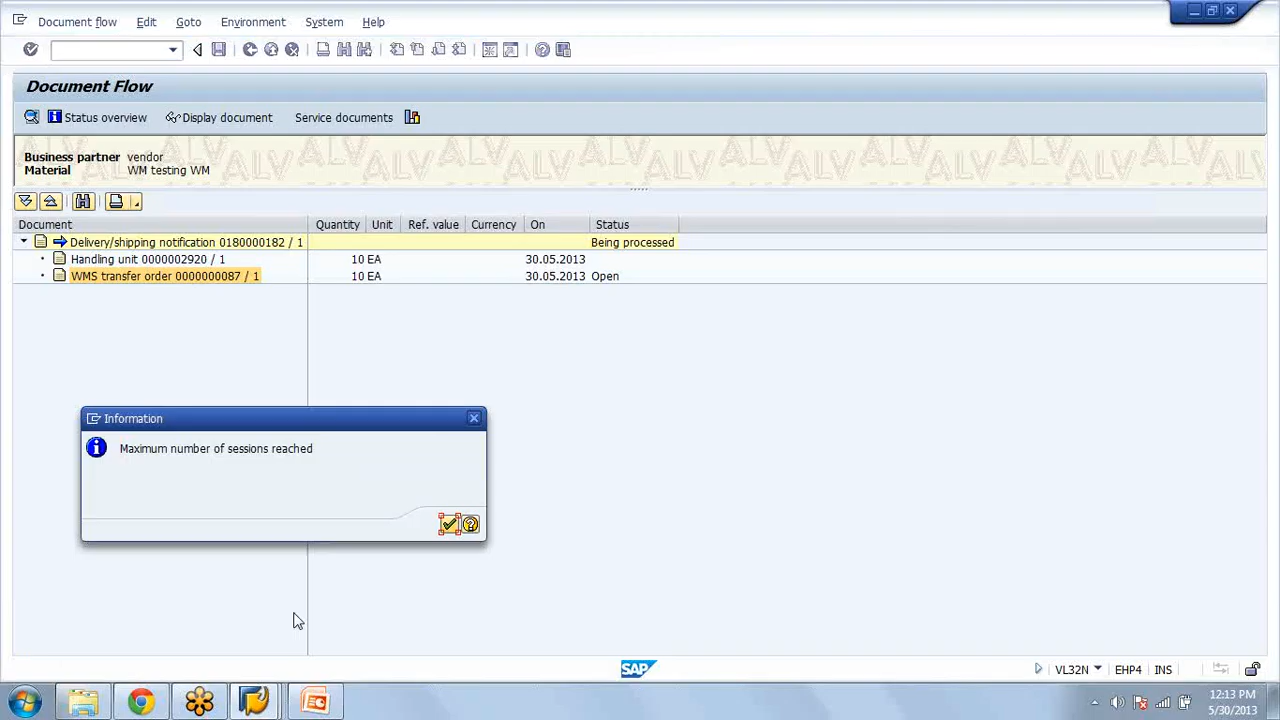 Document flow Edit Goto Environment System Help
Document Flow
Status overview Display document Service documents
Business partner vendor
Material WM testing WM
Document Quantity Unit Ref. value Currency On Status
Delivery/shipping notification 0180000182 / 1 Being processed
Handling unit 0000002920 / 1 10 EA 30.05.2013
WMS transfer order 0000000087 / 1 10 EA 30.05.2013 Open
Information
Maximum number of sessions reached
SAP VL32N EHP4 INS
12:13 PM
5/30/2013